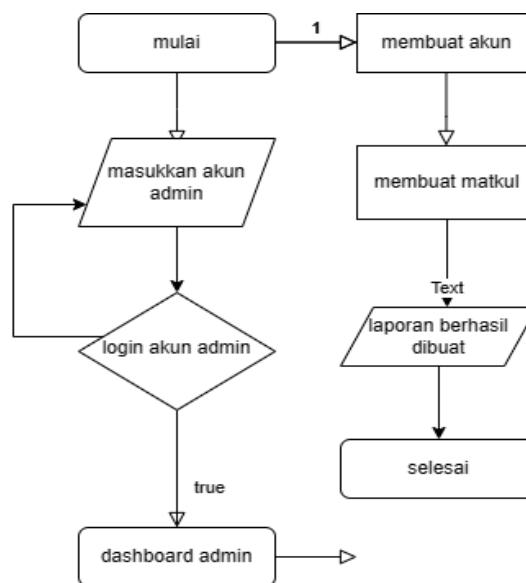 mulai
1
membuat akun
masukkan akun
admin
membuat matkul
Text
login akun admin
laporan berhasil
dibuat
selesai
true
dashboard admin